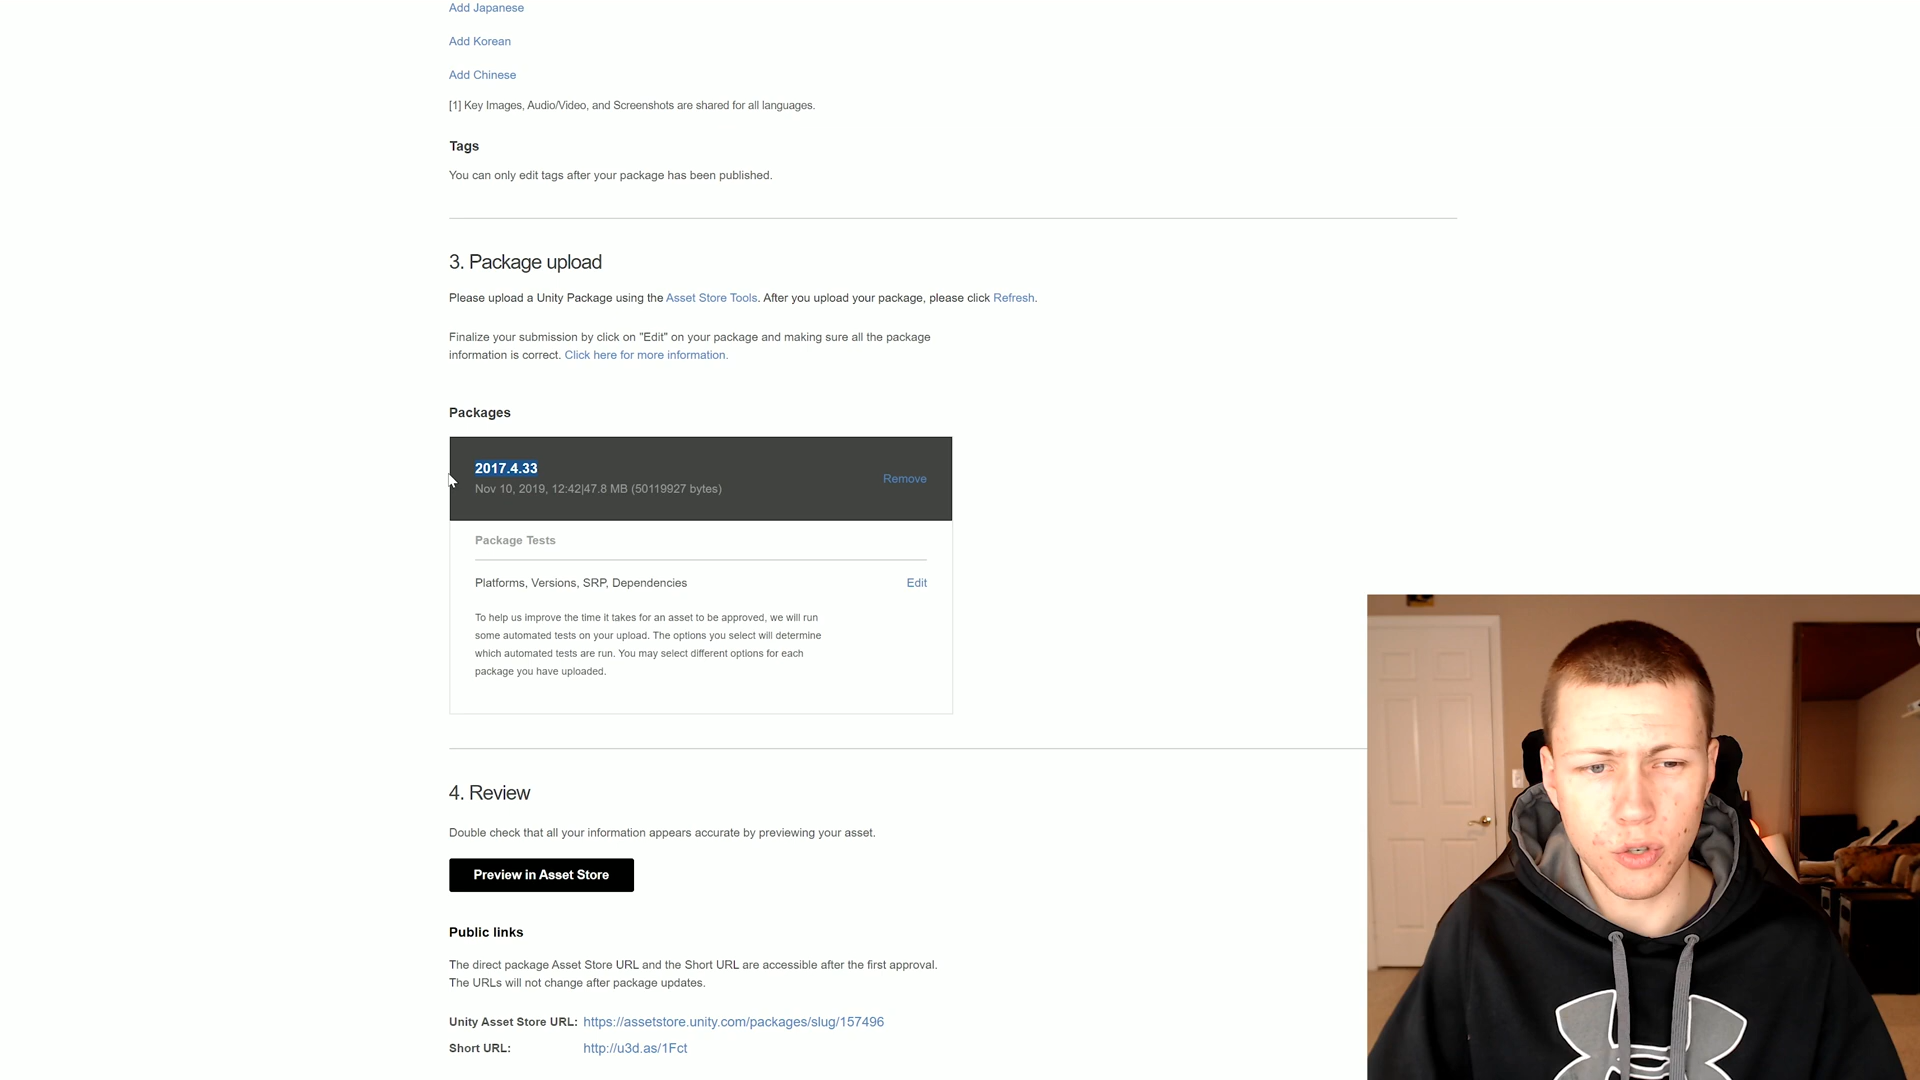 Add Japanese
Add Korean
Add Chinese
[1] Key Images, Audio/Video, and Screenshots are shared for all languages.
Tags
You can only edit tags after your package has been published.
3. Package upload
Please upload a Unity Package using the Asset Store Tools. After you upload your package, please click Refresh.
Finalize your submission by click on "Edit" on your package and making sure all the package
information is correct. Click here for more information.
Packages
2017.4.33
Nov 10, 2019, 12:42|47.8 MB (50119927 bytes)
Remove
Package Tests
Platforms, Versions, SRP, Dependencies
Edit
To help us improve the time it takes for an asset to be approved, we will run
some automated tests on your upload. The options you select will determine
which automated tests are run. You may select different options for each
package you have uploaded.
4. Review
Double check that all your information appears accurate by previewing your asset.
Preview in Asset Store
Public links
The direct package Asset Store URL and the Short URL are accessible after the first approval.
The URLs will not change after package updates.
Unity Asset Store URL: https://assetstore.unity.com/packages/slug/157496
Short URL: http://u3d.as/1Fct